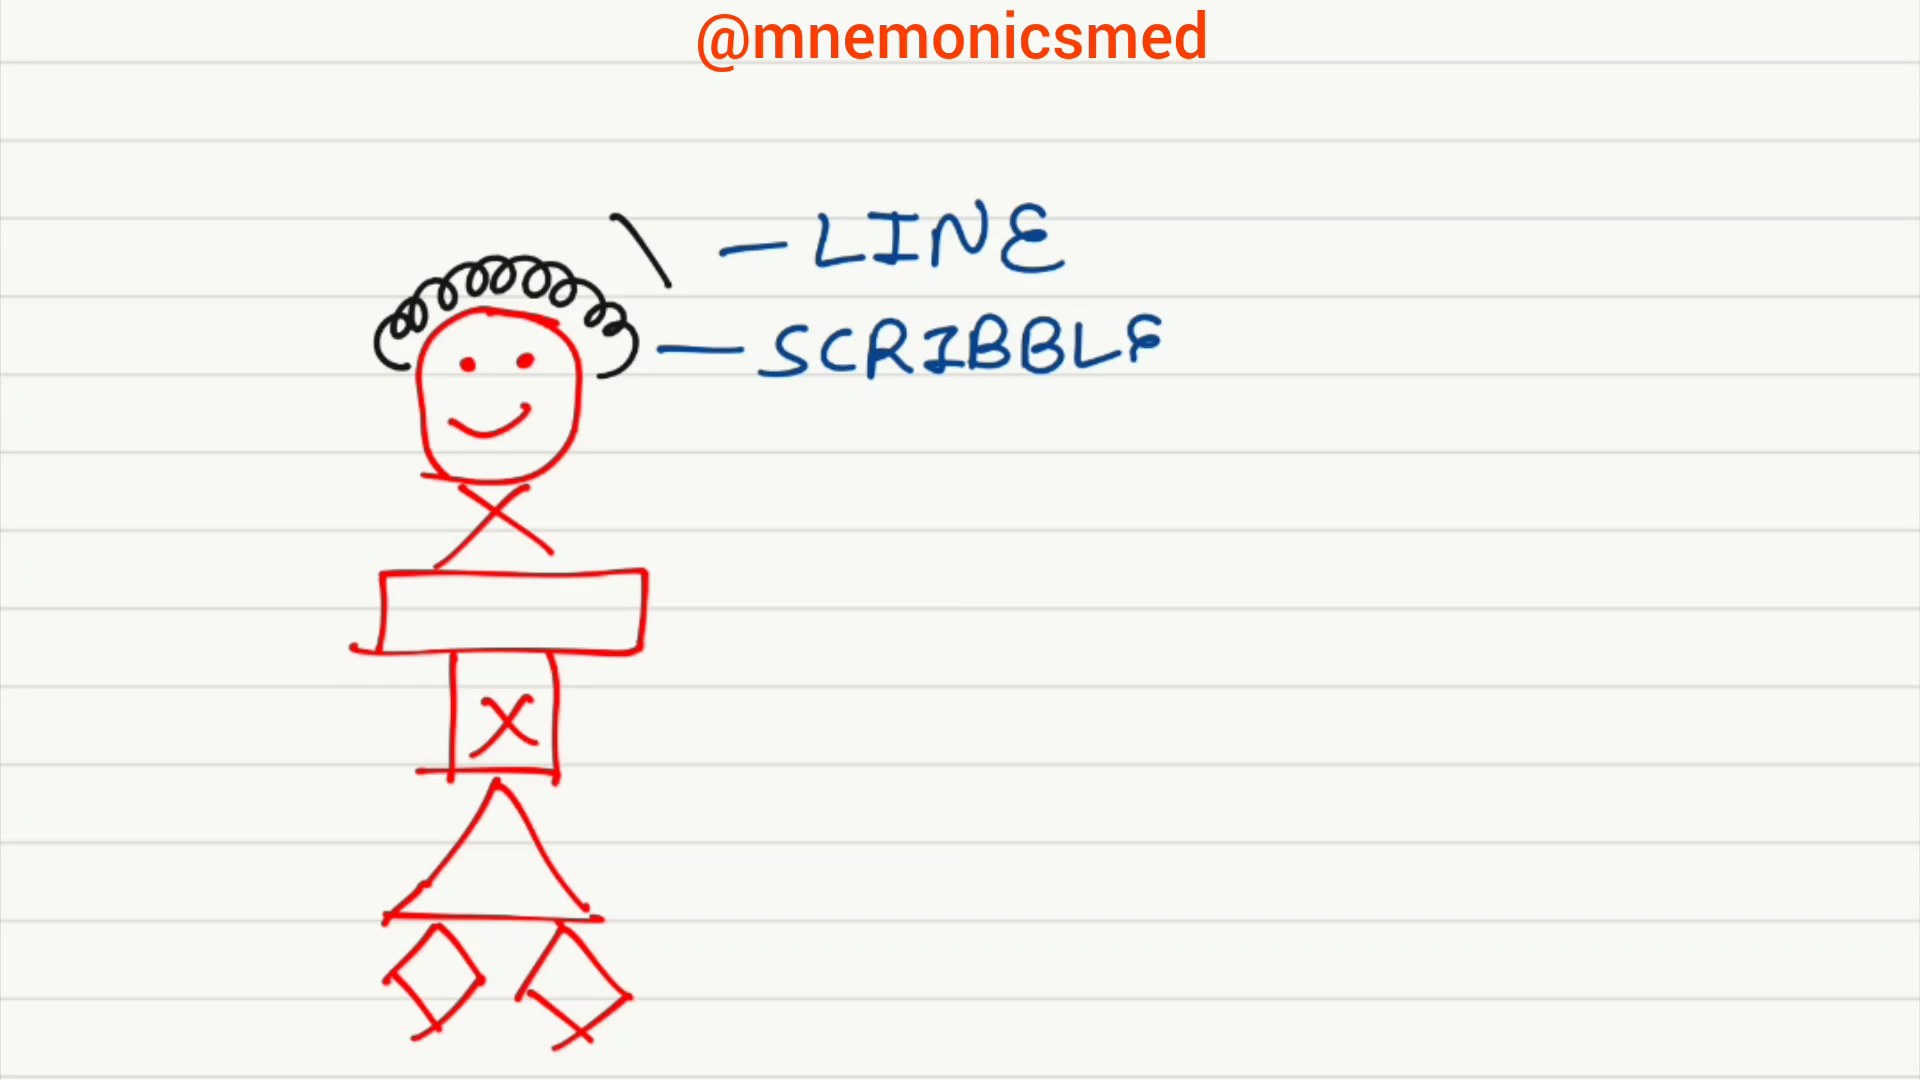 @mnemonicsmed
\ - LINE
- SCRIBBLE
X